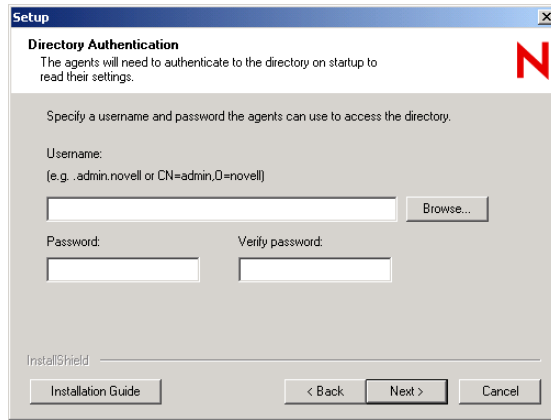 Setup
Directory Authentication
The agents will need to authenticate to the directory on startup to
read their settings.
N
Specify a username and password the agents can use to access the directory.
Username:
(e.g. .admin.novell or CN=admin,O=novell)
Browse...
Password: Verify password:
InstallShield
Installation Guide < Back Next > Cancel